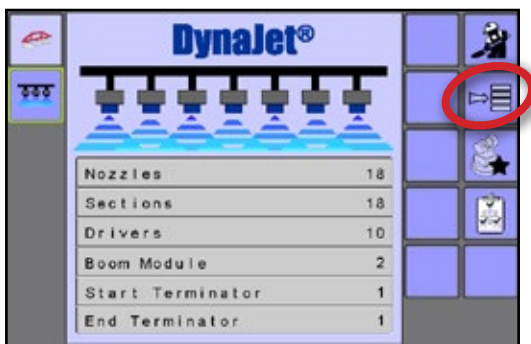 DynaJet®
Nozzles 18
Sections 18
Drivers 10
Boom Module 2
Start Terminator 1
End Terminator 1